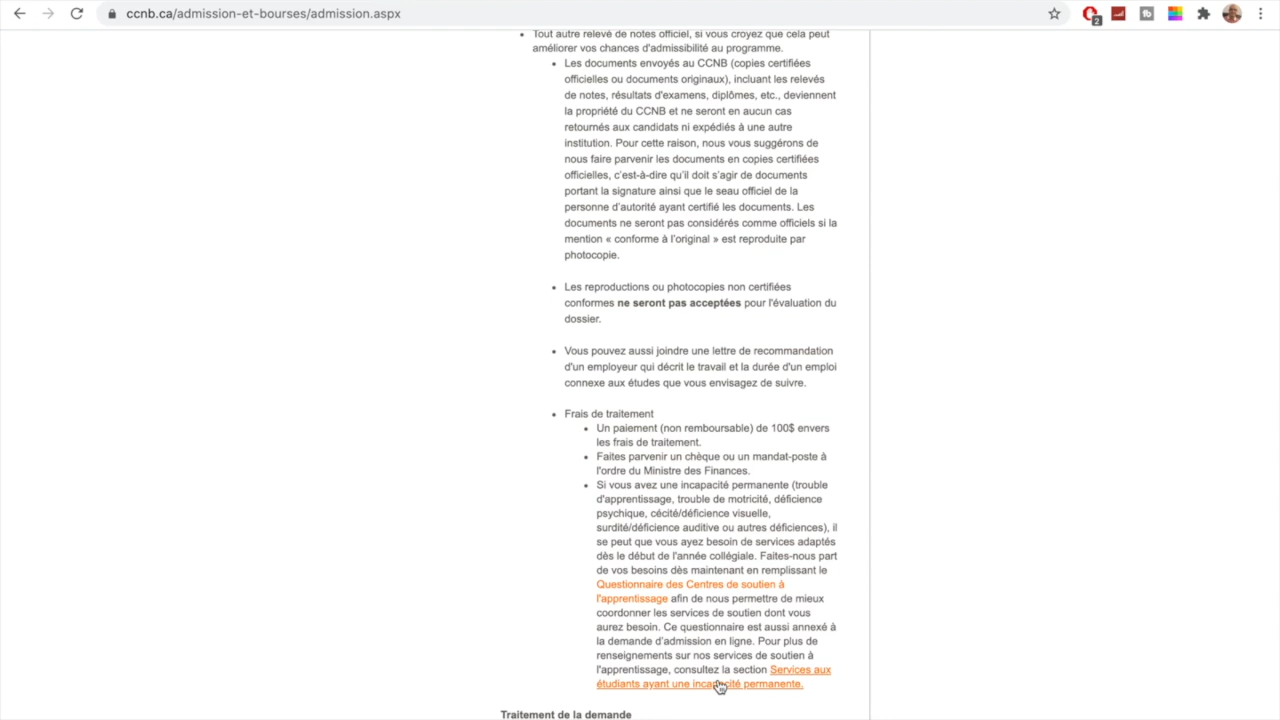 ccnb.ca/admission-et-bourses/admission.aspx
2
Tout autre relevé de notes officiel, si vous croyez que cela peut
améliorer vos chances d'admissibilité au programme.
Les documents envoyés au CCNB (copies certifiées
officielles ou documents originaux), incluant les relevés
de notes, résultats d'examens, diplômes, etc., deviennent
la propriété du CCNB et ne seront en aucun cas
retournés aux candidats ni expédiés à une autre
institution. Pour cette raison, nous vous suggérons de
nous faire parvenir les documents en copies certifiées
officielles, c'est-à-dire qu'il doit s'agir de documents
portant la signature ainsi que le seau officiel de la
personne d'autorité ayant certifié les documents. Les
documents ne seront pas considérés comme officiels si la
mention « conforme à l'original » est reproduite par
photocopie.
Les reproductions ou photocopies non certifiées
conformes ne seront pas acceptées pour l'évaluation du
dossier.
Vous pouvez aussi joindre une lettre de recommandation
d'un employeur qui décrit le travail et la durée d'un emploi
connexe aux études que vous envisagez de suivre.
Frais de traitement
Un paiement (non remboursable) de 100$ envers
les frais de traitement.
Faites parvenir un chèque ou un mandat-poste à
l'ordre du Ministre des Finances.
Si vous avez une incapacité permanente (trouble
d'apprentissage, trouble de motricité, déficience
psychique, cécité/déficience visuelle,
surdité/déficience auditive ou autres déficiences), il
se peut que vous ayez besoin de services adaptés
dès le début de l'année collégiale. Faites-nous part
de vos besoins dès maintenant en remplissant le
Questionnaire des Centres de soutien à
l'apprentissage afin de nous permettre de mieux
coordonner les services de soutien dont vous
aurez besoin. Ce questionnaire est aussi annexé à
la demande d'admission en ligne. Pour plus de
renseignements sur nos services de soutien à
l'apprentissage, consultez la section Services aux
étudiants ayant une incapacité permanente.
Traitement de la demande